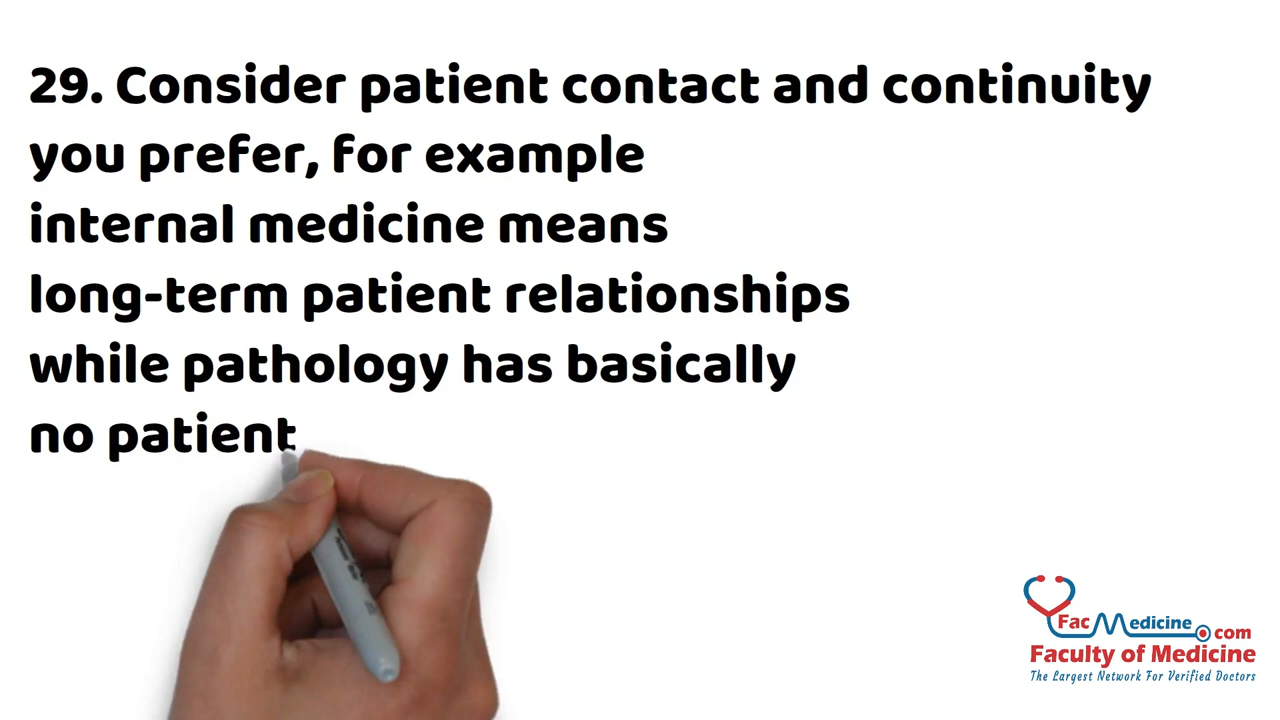 29. Consider patient contact and continuity
you prefer, for example
internal medicine means
long-term patient relationships
while pathology has basically
no patient
FacMedicine.com
Faculty of Medicine
The Largest Network For Verified Doctors